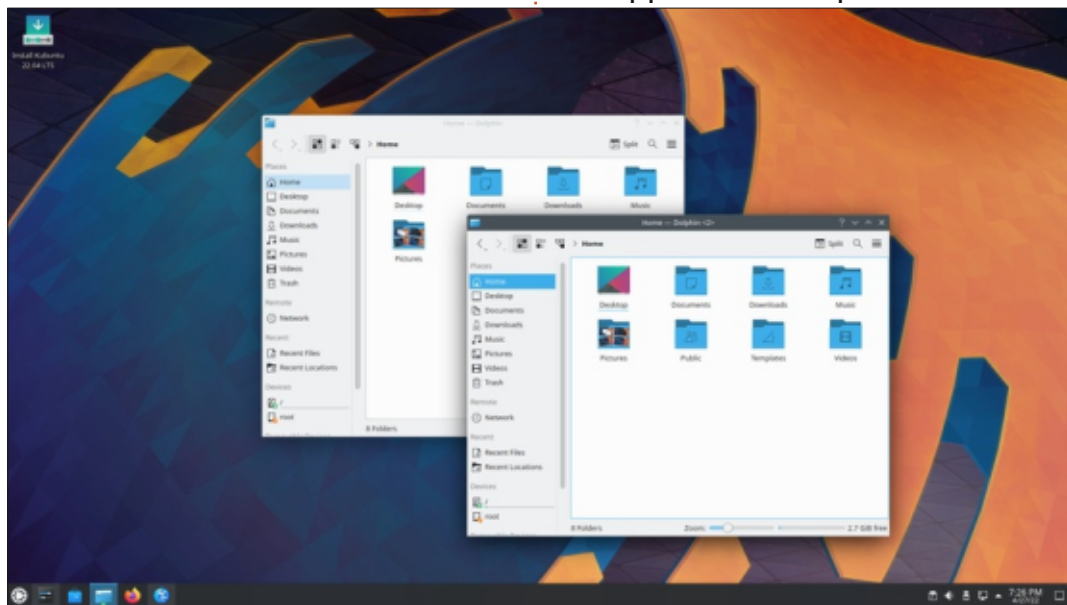 Install Kubuntu
22.04 LTS
Home — Dolphin
Home
Split
Places
Home
Desktop
Documents
Downloads
Music
Pictures
Videos
Trash
Remote
Network
Recent
Recent Files
Recent Locations
Devices
/
root
Desktop
Documents
Downloads
Music
Pictures
8 Folders
Home — Dolphin <2>
Home
Split
Places
Home
Desktop
Documents
Downloads
Music
Pictures
Videos
Trash
Remote
Network
Recent
Recent Files
Recent Locations
Devices
/
root
Desktop
Documents
Downloads
Music
Pictures
Public
Templates
Videos
8 Folders
Zoom:
2.7 GiB free
7:26 PM
4/27/22